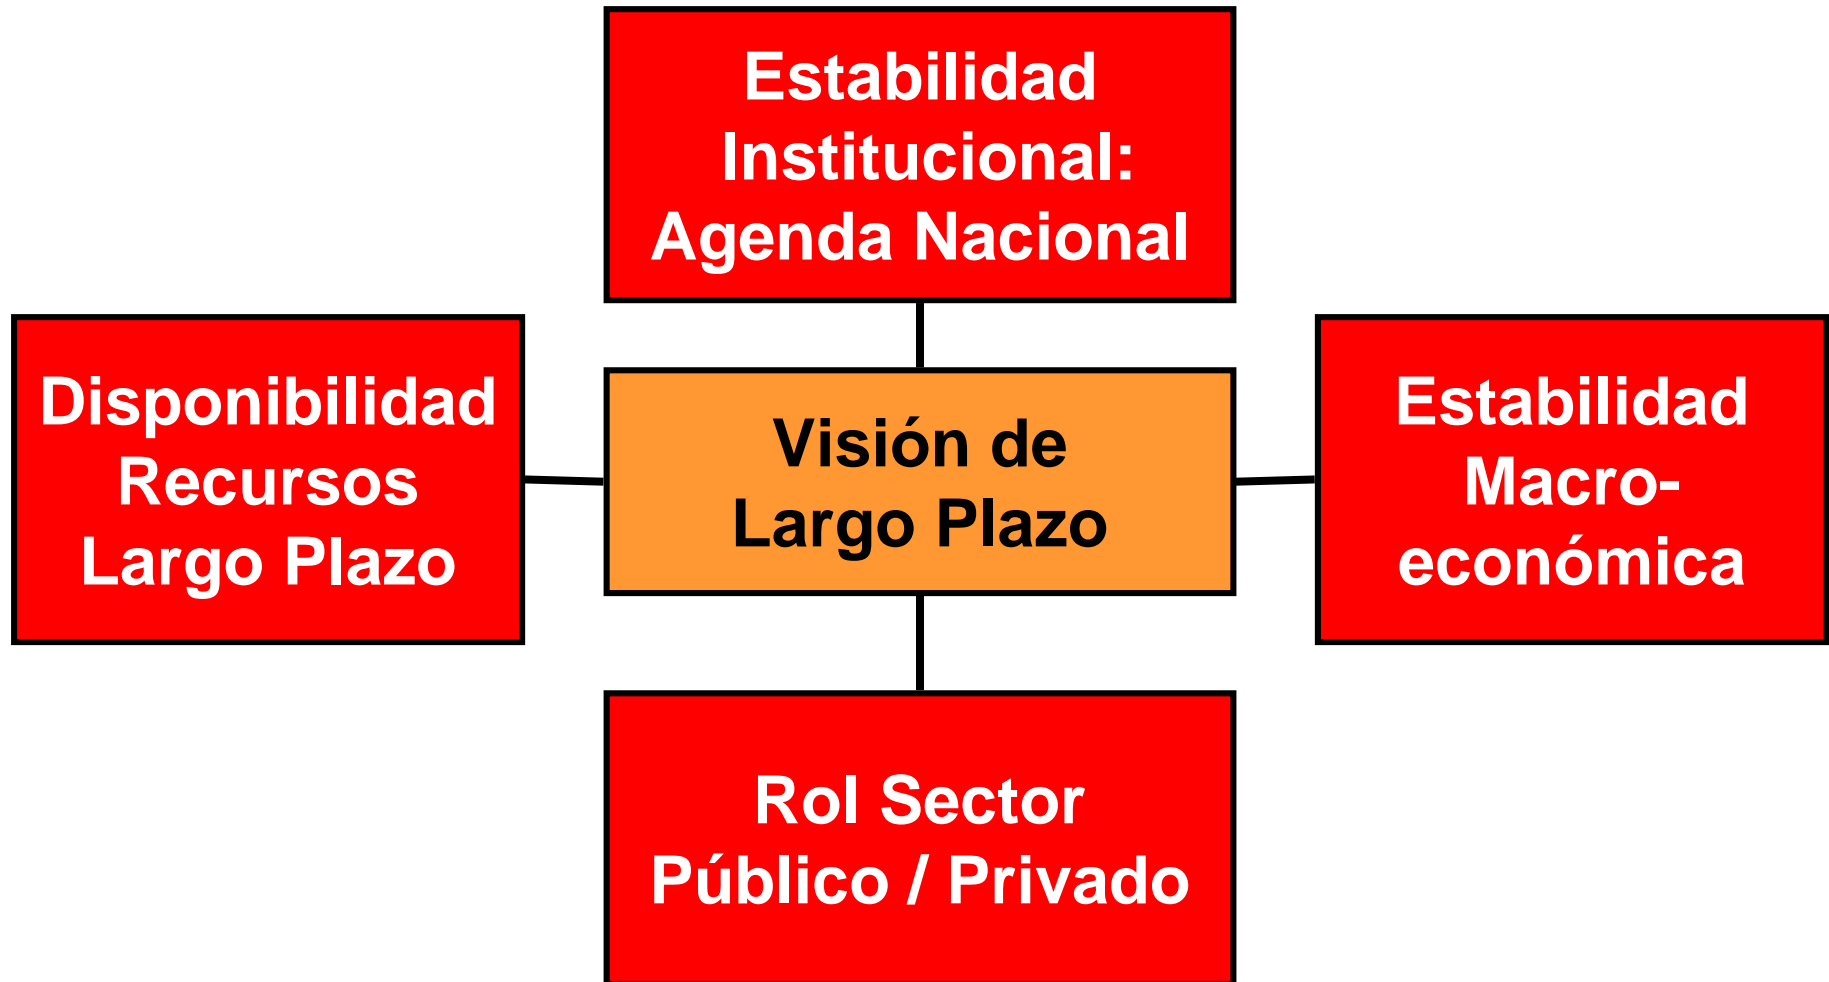 Estabilidad
Institucional:
Agenda Nacional
Disponibilidad
Recursos
Largo Plazo
Visión de
Largo Plazo
Estabilidad
Macro-
económica
Rol Sector
Público / Privado